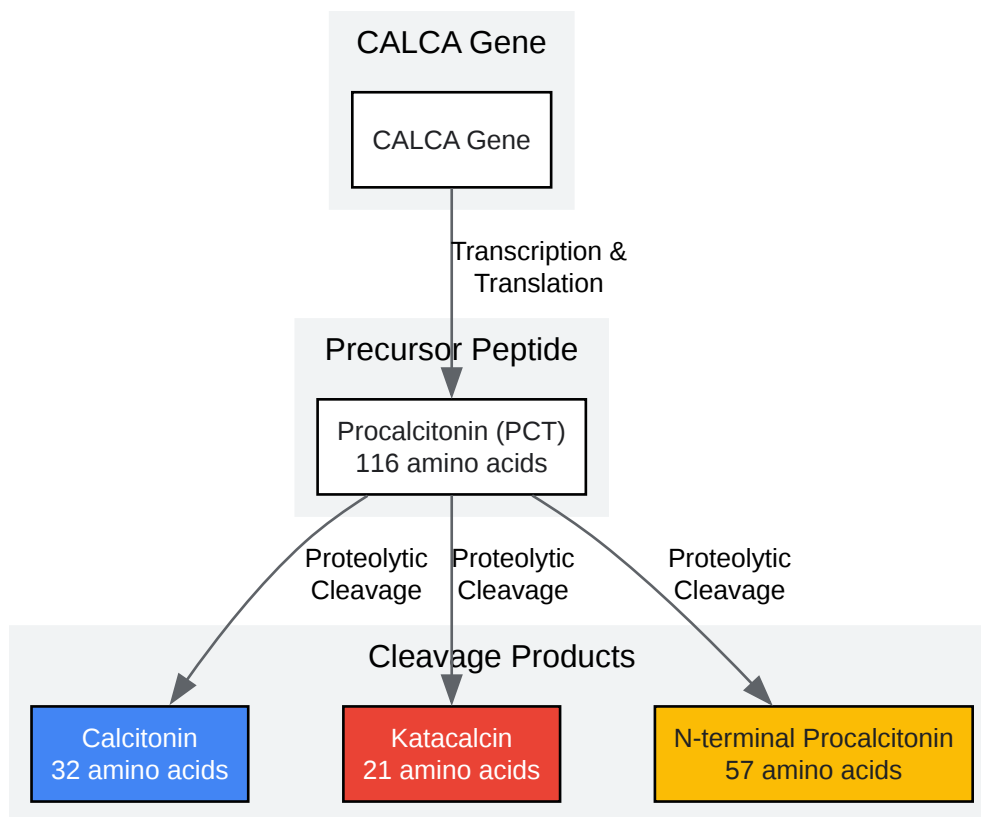 CALCA Gene
CALCA Gene
Transcription &
Translation
Precursor Peptide
Procalcitonin (PCT)
116 amino acids
Proteolytic
Cleavage
Proteolytic
Cleavage
Proteolytic
Cleavage
Cleavage Products
Calcitonin
32 amino acids
Katacalcin
21 amino acids
N-terminal Procalcitonin
57 amino acids